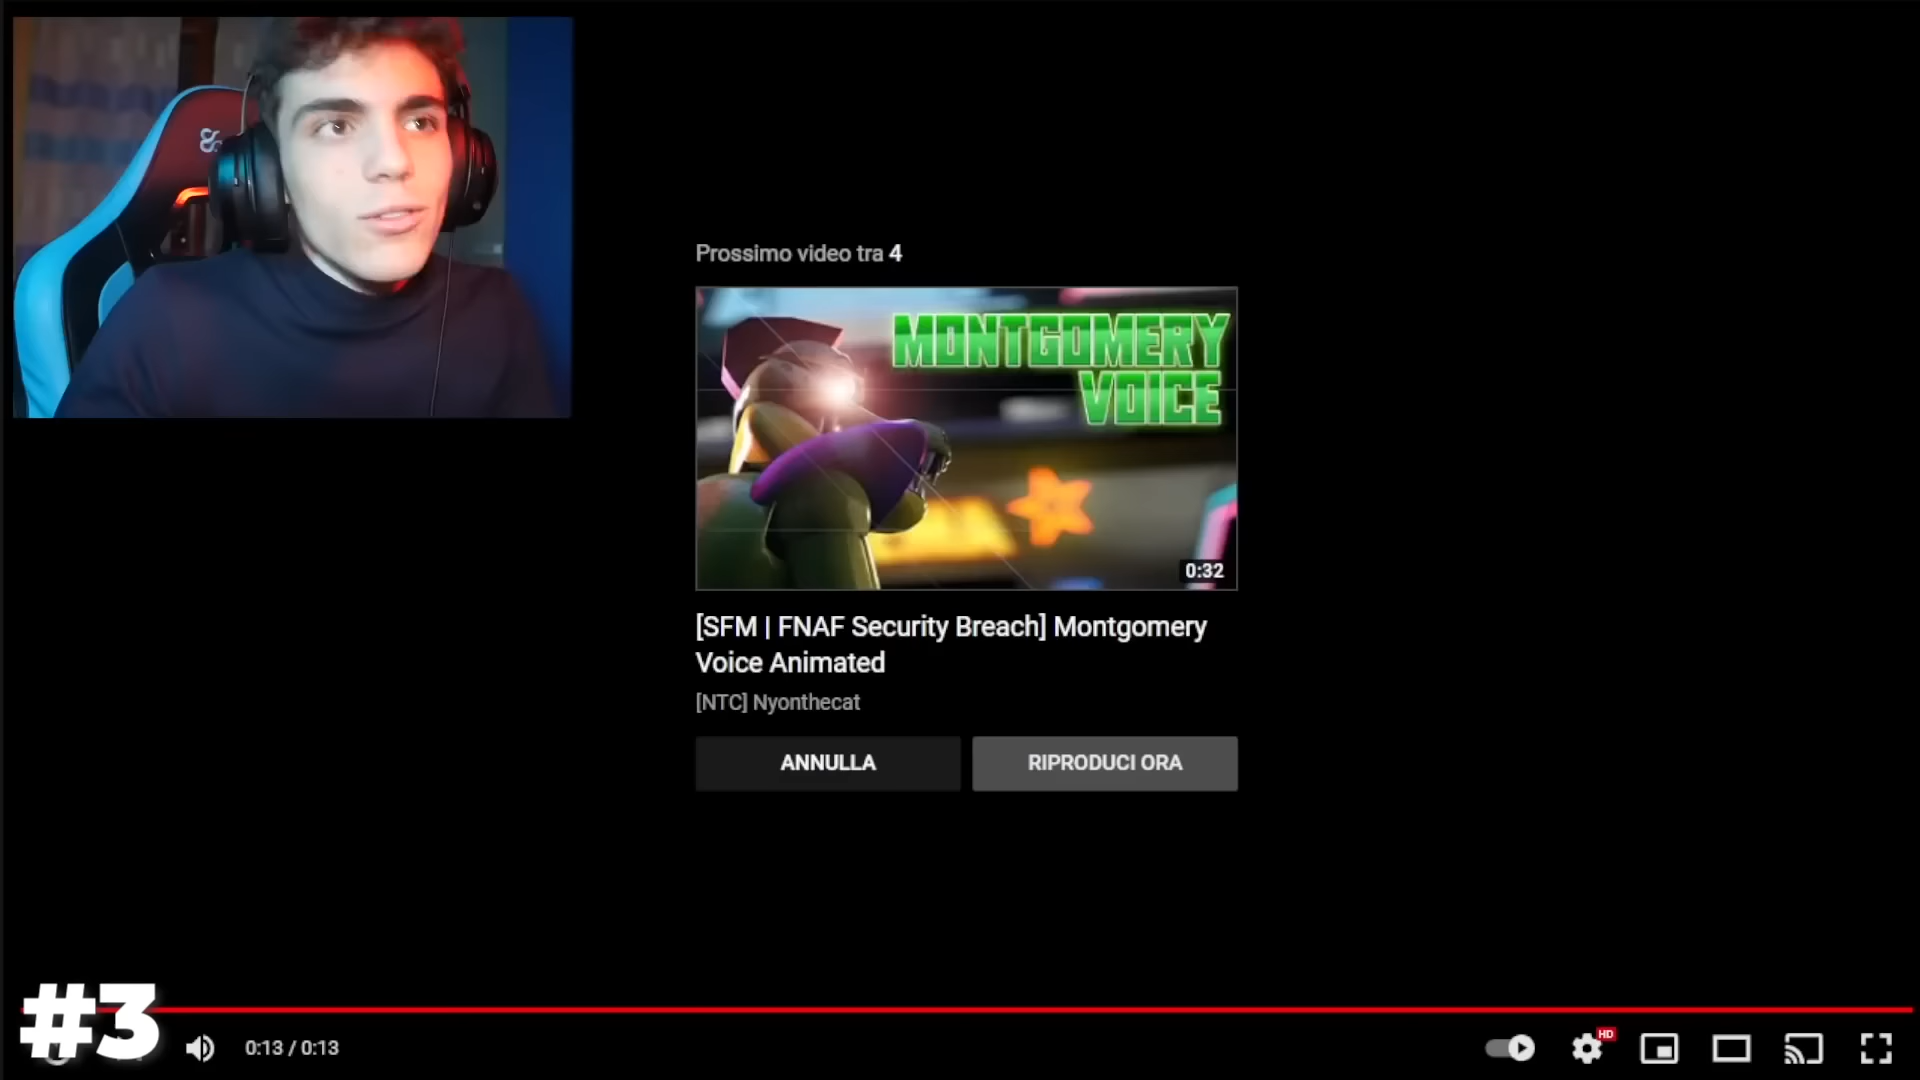 Prossimo video tra 4
MONTGOMERY
VOICE
0:32
[SFM | FNAF Security Breach] Montgomery
Voice Animated
[NTC] Nyonthecat
ANNULLA
RIPRODUCI ORA
#3
0:13 / 0:13
HD